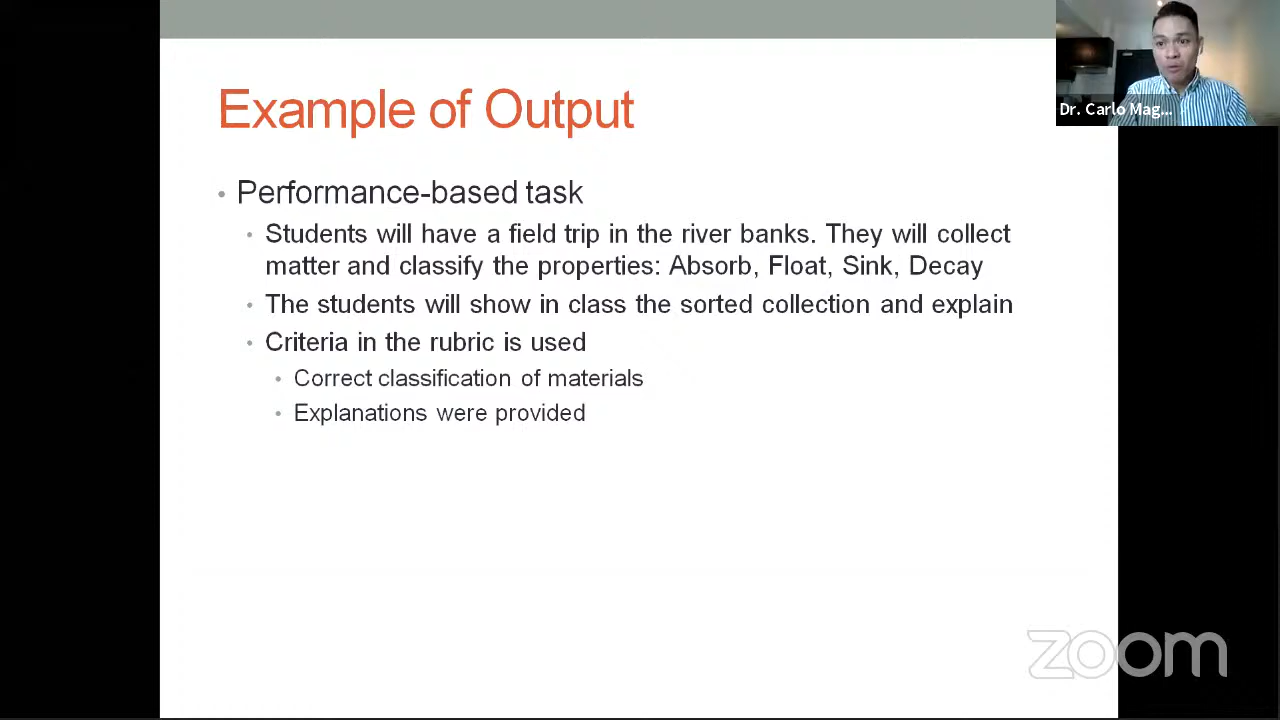 Example of Output
• Performance-based task
• Students will have a field trip in the river banks. They will collect
matter and classify the properties: Absorb, Float, Sink, Decay
• The students will show in class the sorted collection and explain
• Criteria in the rubric is used
• Correct classification of materials
• Explanations were provided
Dr. Carlo Mag...
zoom